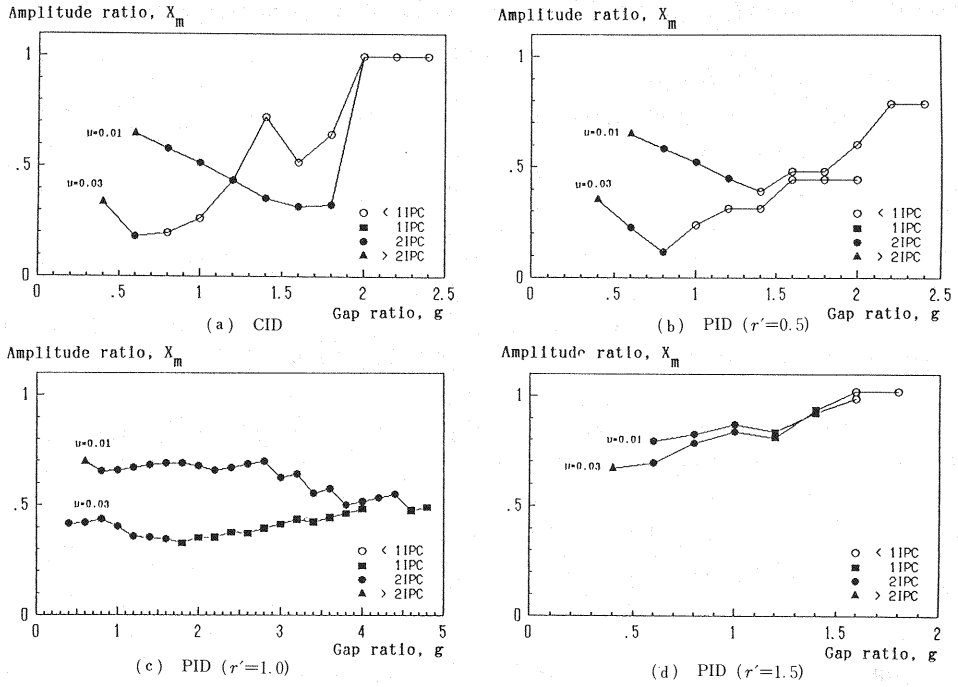 Amplitude ratio, Xm
1
.5
0
u=0.01
u=0.03
○ < 1IPC
■ 1IPC
● 2IPC
▲ > 2IPC
0 .5 1 1.5 2 2.5
Gap ratio, g
(a) CID
Amplitude ratio, Xm
1
.5
0
u=0.01
u=0.03
○ < 1IPC
■ 1IPC
● 2IPC
▲ > 2IPC
0 .5 1 1.5 2 2.5
Gap ratio, g
(b) PID (r′=0.5)
Amplitude ratio, Xm
1
.5
0
u=0.01
u=0.03
○ < 1IPC
■ 1IPC
● 2IPC
▲ > 2IPC
0 1 2 3 4 5
Gap ratio, g
(c) PID (r′=1.0)
Amplitude ratio, Xm
1
.5
0
u=0.01
u=0.03
○ < 1IPC
■ 1IPC
● 2IPC
▲ > 2IPC
.5 1 1.5 2
Gap ratio, g
(d) PID (r′=1.5)